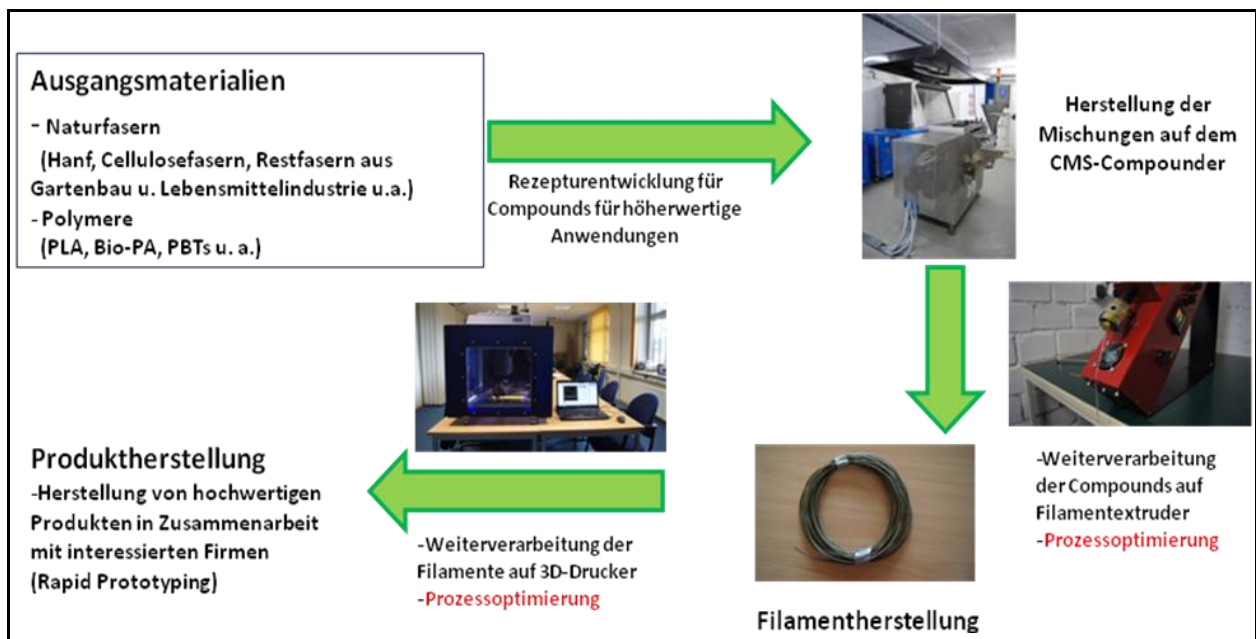 Ausgangsmaterialien
- Naturfasern
(Hanf, Cellulosefasern, Restfasern aus
Gartenbau u. Lebensmittelindustrie u.a.)
- Polymere
(PLA, Bio-PA, PBTs u. a.)
Rezepturentwicklung für
Compounds für höherwertige
Anwendungen
Herstellung der
Mischungen auf dem
CMS-Compounder
-Weiterverarbeitung
der Compounds auf
Filamentextruder
-Prozessoptimierung
Filamentherstellung
-Weiterverarbeitung der
Filamente auf 3D-Drucker
-Prozessoptimierung
Produktherstellung
-Herstellung von hochwertigen
Produkten in Zusammenarbeit
mit interessierten Firmen
(Rapid Prototyping)